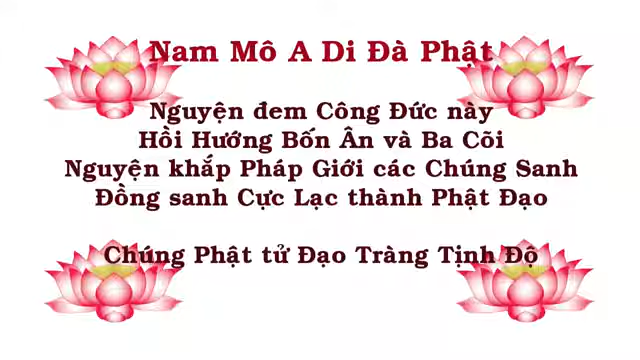 Nam Mô A Di Đà Phật
Nguyện đem Công Đức này
Hồi Hướng Bốn Ân và Ba Cõi
Nguyện khắp Pháp Giới các Chúng Sanh
Đồng sanh Cực Lạc thành Phật Đạo
Chúng Phật tử Đạo Tràng Tịnh Độ